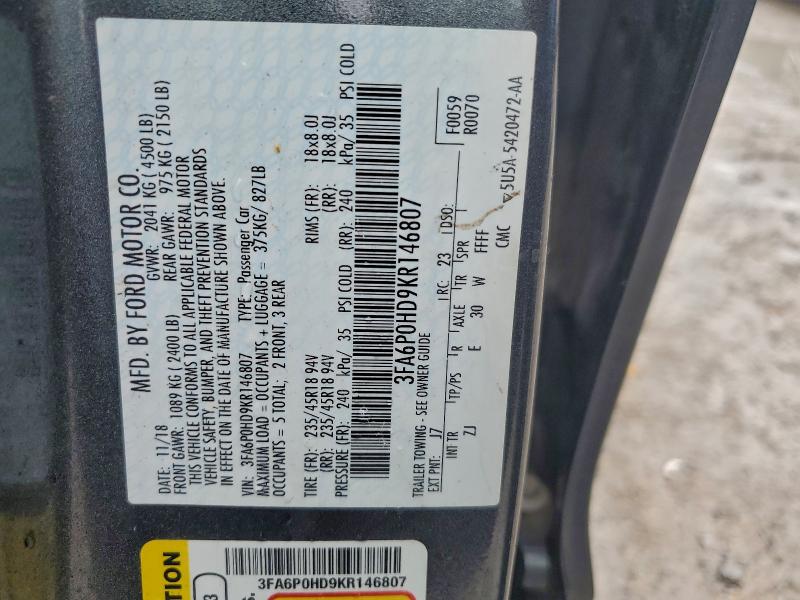 MFD. BY FORD MOTOR CO.
DATE: 11/18 GVWR: 2041 KG ( 4500 LB)
FRONT GAWR: 1089 KG ( 2400 LB) REAR GAWR: 975 KG ( 2150 LB)
THIS VEHICLE CONFORMS TO ALL APPLICABLE FEDERAL MOTOR
VEHICLE SAFETY, BUMPER, AND THEFT PREVENTION STANDARDS
IN EFFECT ON THE DATE OF MANUFACTURE SHOWN ABOVE.
VIN: 3FA6P0HD9KR146807 TYPE: Passenger Car
MAXIMUM LOAD = OCCUPANTS + LUGGAGE = 375KG/ 827LB
OCCUPANTS = 5 TOTAL; 2 FRONT, 3 REAR
TIRE (FR): 235/45R18 94V RIMS (FR): 18x8.0J
(RR): 235/45R18 94V (RR): 18x8.0J
PRESSURE (FR): 240 kPa/ 35 PSI COLD (RR): 240 kPa/ 35 PSI COLD
3FA6P0HD9KR146807
TRAILER TOWING - SEE OWNER GUIDE
F0059
R0070
EXT PNT: J7 RC: 23 DSO:
INT TR TP/PS R AXLE TR SPR
ZJ E 30 W FFFF
CMC 5U5A-5420472-AA
TION
3FA6P0HD9KR146807